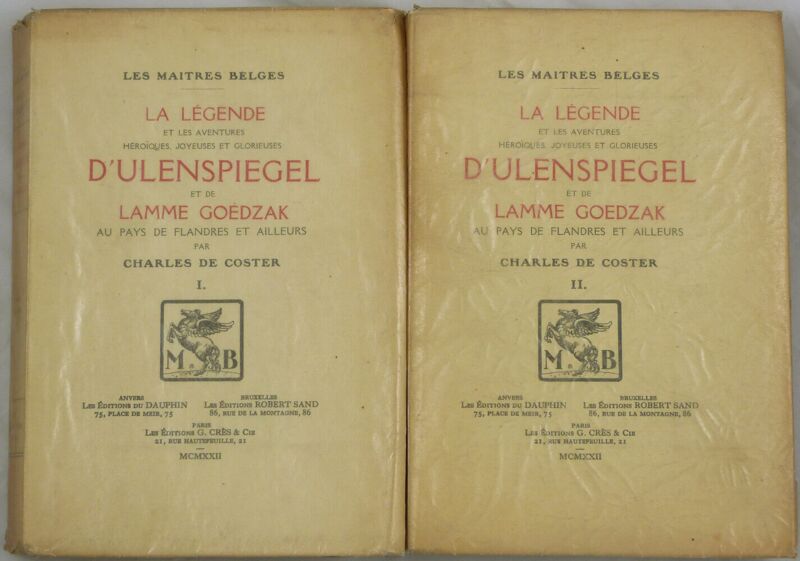 LES MAITRES BELGES
LA LÉGENDE
ET LES AVENTURES
HÉROÏQUES, JOYEUSES ET GLORIEUSES
D'ULENSPIEGEL
ET DE
LAMME GOEDZAK
AU PAYS DE FLANDRES ET AILLEURS
PAR
CHARLES DE COSTER
I.
M B
ANVERS
LES ÉDITIONS DU DAUPHIN
75, PLACE DE MEIR, 75
BRUXELLES
LES ÉDITIONS ROBERT SAND
86, RUE DE LA MONTAGNE, 86
PARIS
LES ÉDITIONS G. CRÈS & CIE
21, RUE HAUTEFEUILLE, 21
MCMXXII
LES MAITRES BELGES
LA LÉGENDE
ET LES AVENTURES
HÉROÏQUES, JOYEUSES ET GLORIEUSES
D'ULENSPIEGEL
ET DE
LAMME GOEDZAK
AU PAYS DE FLANDRES ET AILLEURS
PAR
CHARLES DE COSTER
II.
M B
ANVERS
LES ÉDITIONS DU DAUPHIN
75, PLACE DE MEIR, 75
BRUXELLES
LES ÉDITIONS ROBERT SAND
86, RUE DE LA MONTAGNE, 86
PARIS
LES ÉDITIONS G. CRÈS & CIE
21, RUE HAUTEFEUILLE, 21
MCMXXII